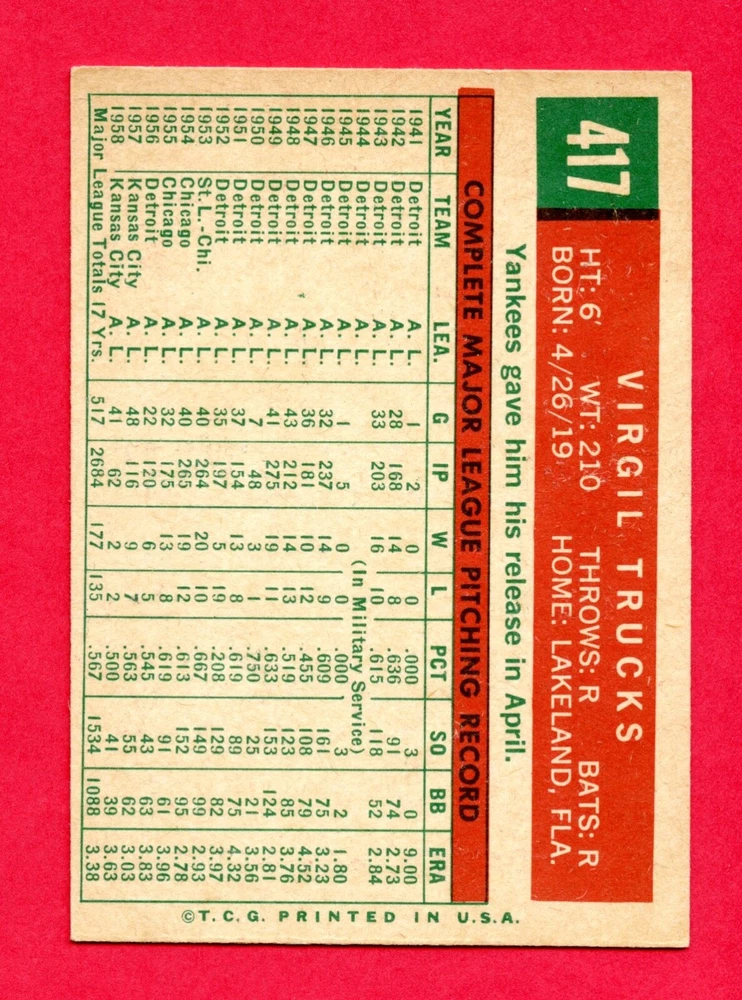 417
VIRGIL TRUCKS
HT: 6' WT: 210 THROWS: R BATS: R
BORN: 4/26/19 HOME: LAKELAND, FLA.
Yankees gave him his release in April.
COMPLETE MAJOR LEAGUE PITCHING RECORD
YEAR TEAM LEA. G IP W L PCT SO BB ERA
1941 Detroit A. L. 1 2 0 0 .000 3 0 9.00
1942 Detroit A. L. 28 168 14 8 .636 91 74 2.73
1943 Detroit A. L. 33 203 16 10 .615 118 52 2.84
1944 Detroit A. L. (In Military Service)
1945 Detroit A. L. 1 5 0 0 .000 3 2 1.80
1946 Detroit A. L. 32 237 14 9 .609 161 75 3.23
1947 Detroit A. L. 36 181 10 12 .455 108 79 4.52
1948 Detroit A. L. 43 212 14 13 .519 123 85 3.76
1949 Detroit A. L. 41 275 19 11 .633 153 124 2.81
1950 Detroit A. L. 7 48 3 1 .750 25 21 3.56
1951 Detroit A. L. 37 154 13 8 .619 89 75 4.32
1952 Detroit A. L. 35 197 5 19 .208 129 82 3.97
1953 St.L.-Chi. A. L. 40 264 20 10 .667 149 99 2.93
1954 Chicago A. L. 40 265 19 12 .613 152 95 2.78
1955 Chicago A. L. 32 175 13 8 .619 91 61 3.96
1956 Detroit A. L. 22 120 6 5 .545 43 63 3.83
1957 Kansas City A. L. 48 116 9 7 .563 55 62 3.03
1958 Kansas City A. L. 41 62 2 2 .500 41 39 3.63
Major League Totals 17 Yrs. 517 2684 177 135 .567 1534 1088 3.38
©T.C.G. PRINTED IN U.S.A.